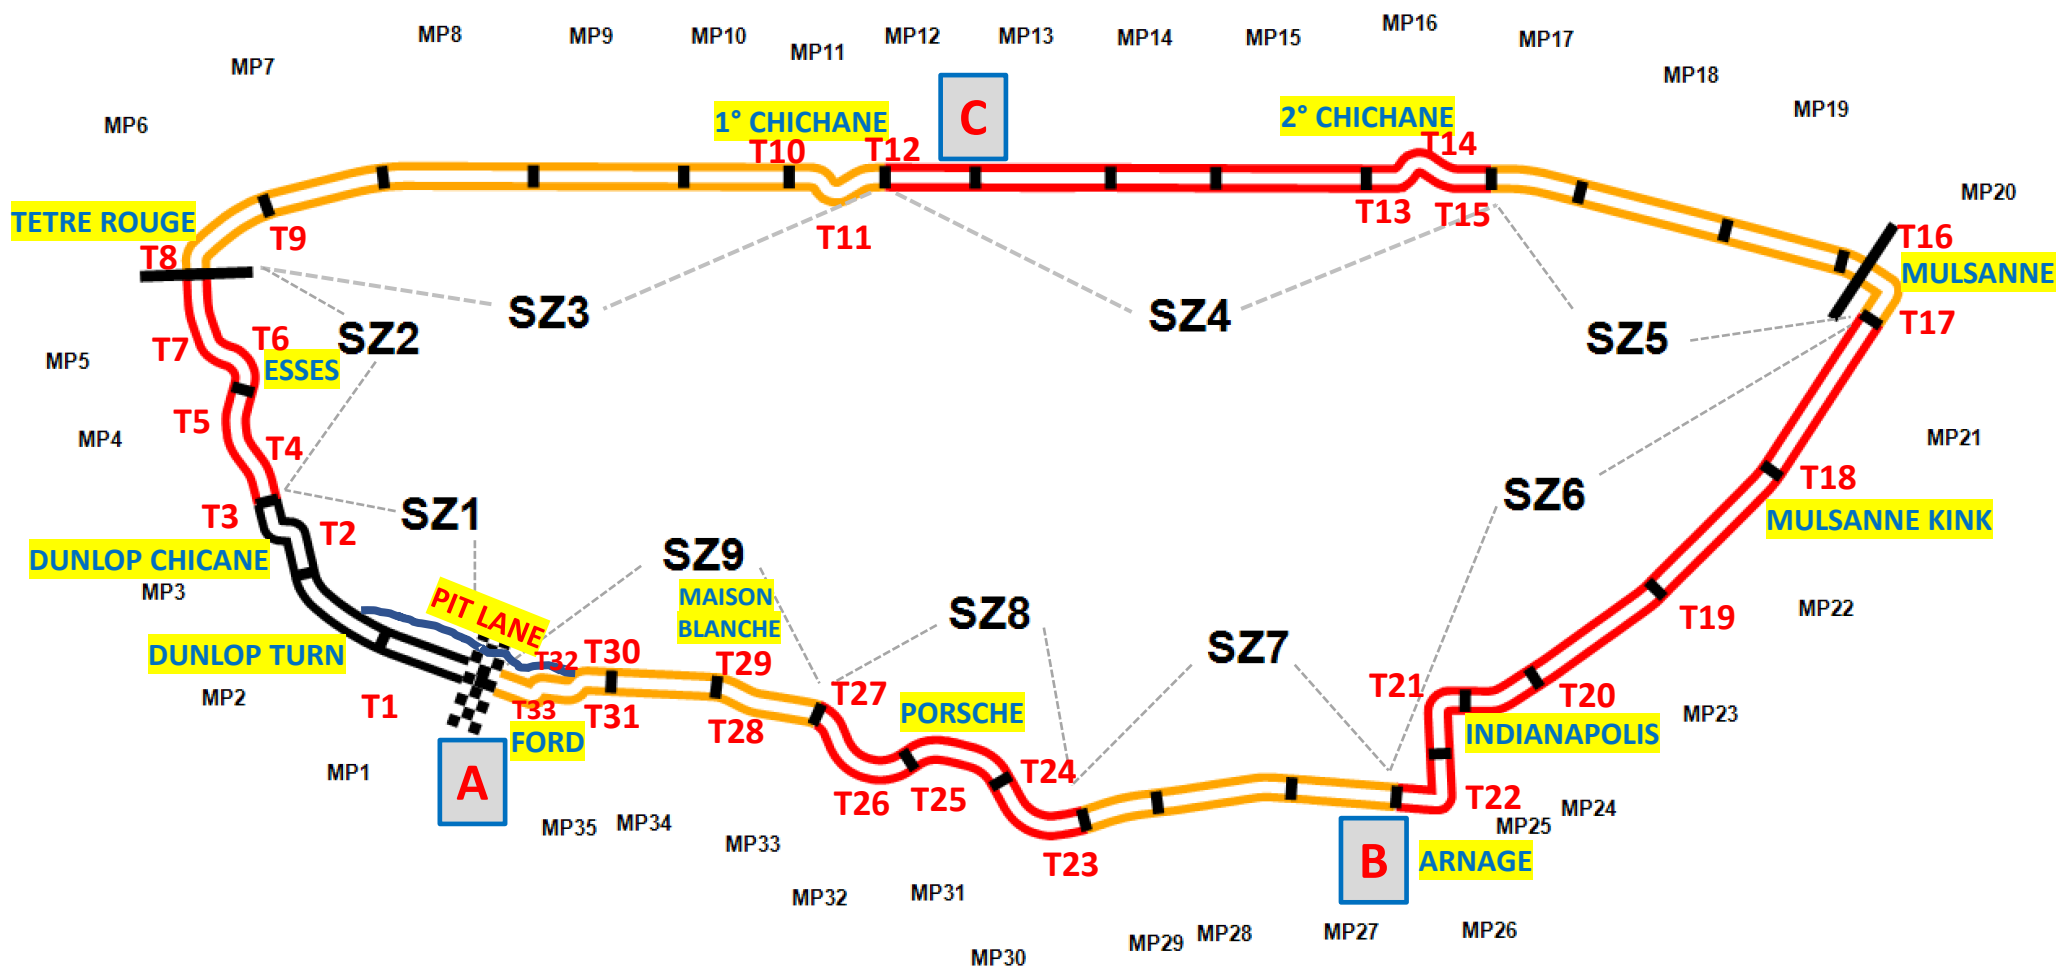 MP8
MP9
MP10
MP11
MP12
MP13
MP14
MP15
MP16
MP17
MP7
MP18
MP19
MP6
1° CHICHANE
C
2° CHICHANE
T10
T12
T14
MP20
TETRE ROUGE
T8
T9
T11
T13
T15
T16
MULSANNE
SZ3
SZ4
SZ5
T17
SZ2
T6
T7
ESSES
MP5
T5
MP4
T4
MP21
T18
MULSANNE KINK
SZ6
SZ1
T3
T2
DUNLOP CHICANE
MP3
SZ9
MAISON
BLANCHE
PIT LANE
SZ8
MP22
T19
SZ7
DUNLOP TURN
MP2
T1
T32
T30
T29
T27
T21
T20
T33
T31
T28
FORD
PORSCHE
INDIANAPOLIS
MP23
MP1
A
T26
T25
T24
T22
MP24
MP25
MP35
MP34
MP33
T23
B
ARNAGE
MP32
MP31
MP30
MP29
MP28
MP27
MP26